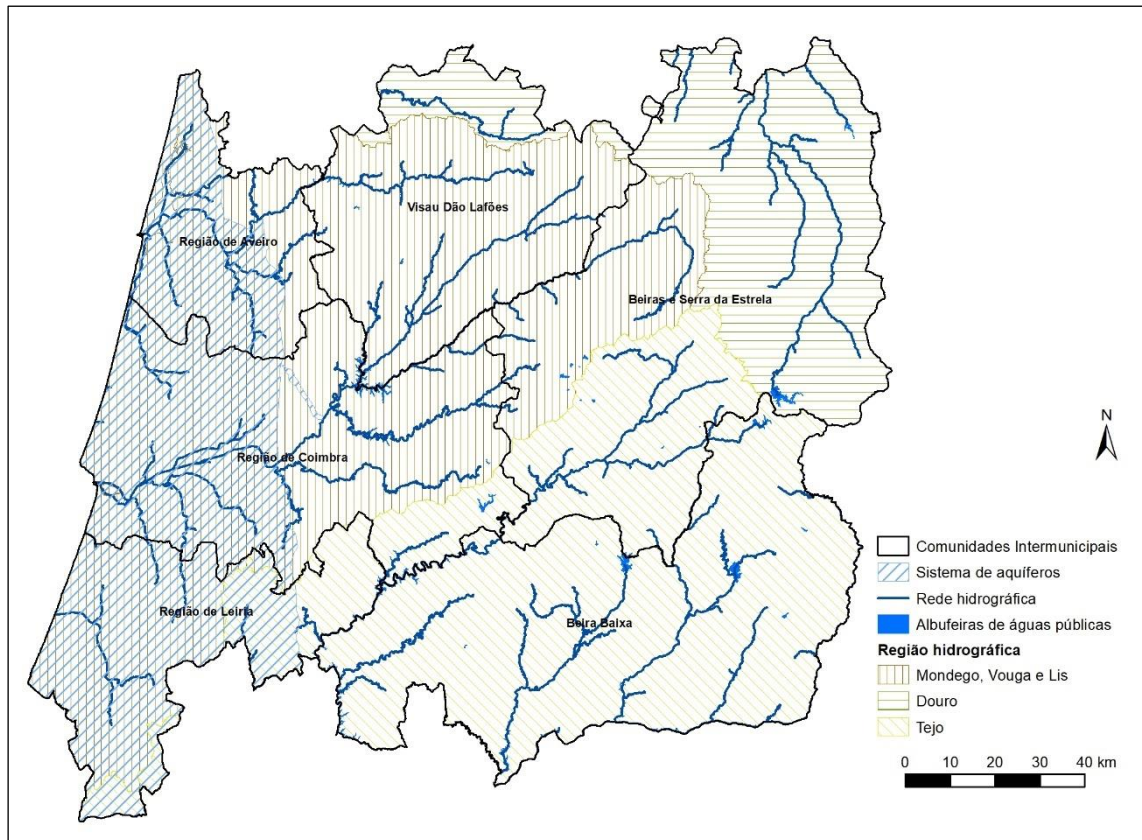 Visau Dão Lafões
Região de Aveiro
Beiras e Serra da Estrela
Região de Coimbra
Região de Leiria
Beira Baixa
N
Comunidades Intermunicipais
Sistema de aquíferos
Rede hidrográfica
Albufeiras de águas públicas
Região hidrográfica
Mondego, Vouga e Lis
Douro
Tejo
0 10 20 30 40 km